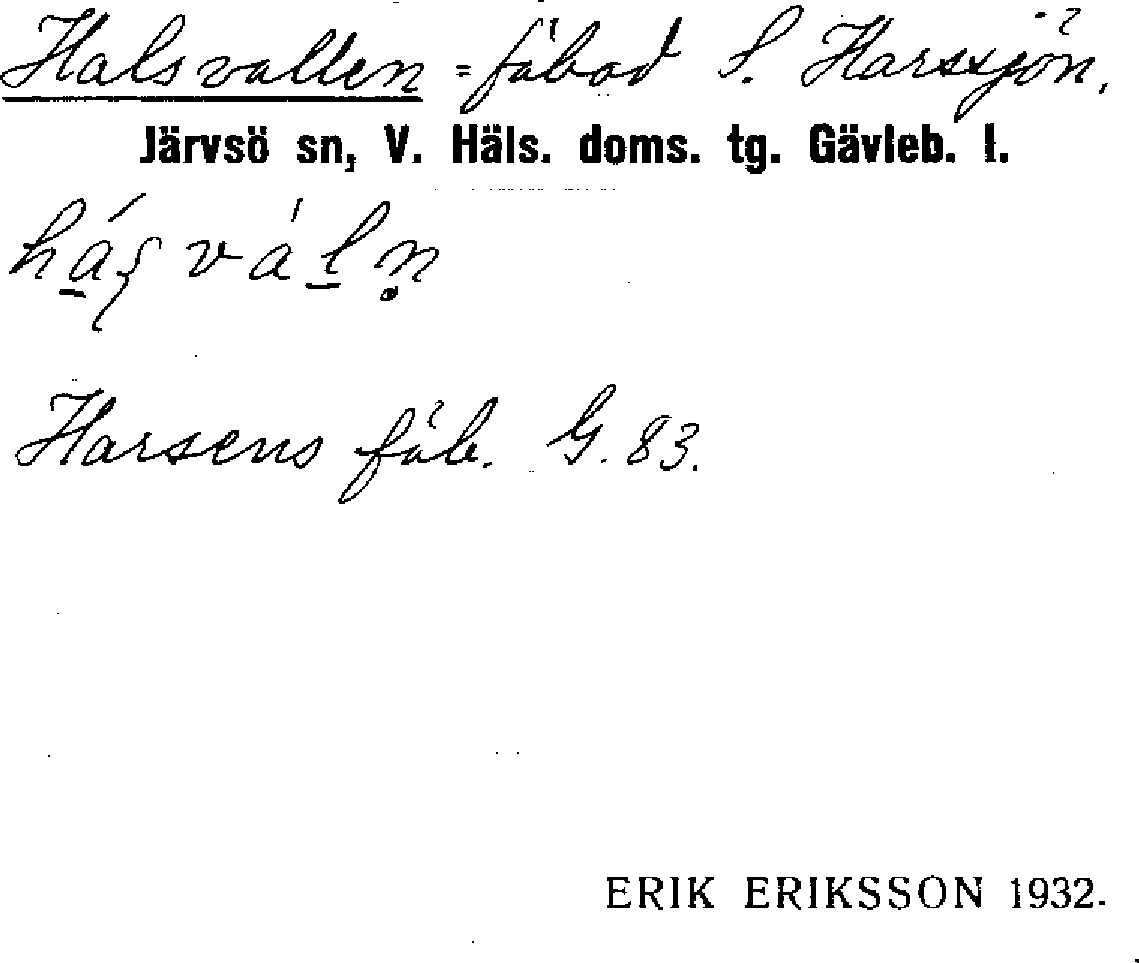 Halsvallen = fäbod S. Harssjön.
Järvsö sn, V. Häls. doms. tg. Gävleb. l.
Harsens fäb. G. 83.
ERIK ERIKSSON 1932.